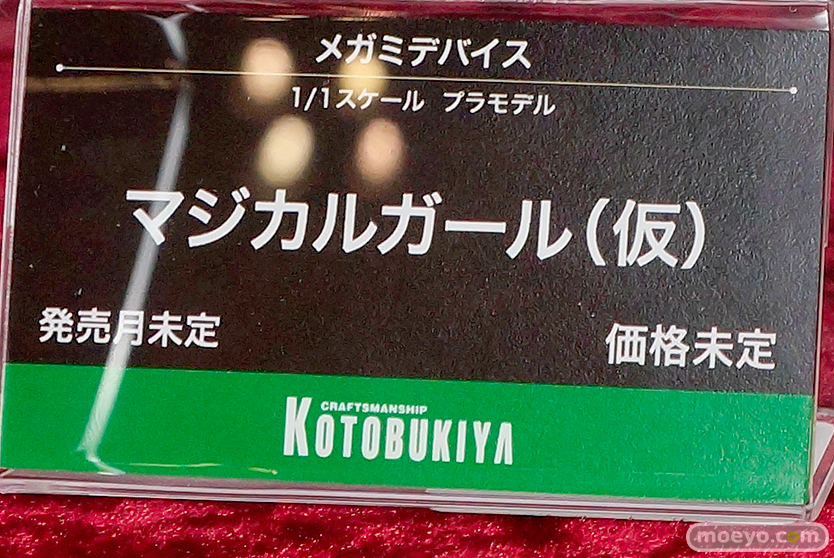 メガミデバイス
1/1スケール プラモデル
マジカルガール(仮)
発売月未定
価格未定
CRAFTSMANSHIP
KOTOBUKIYA
moeyo.com